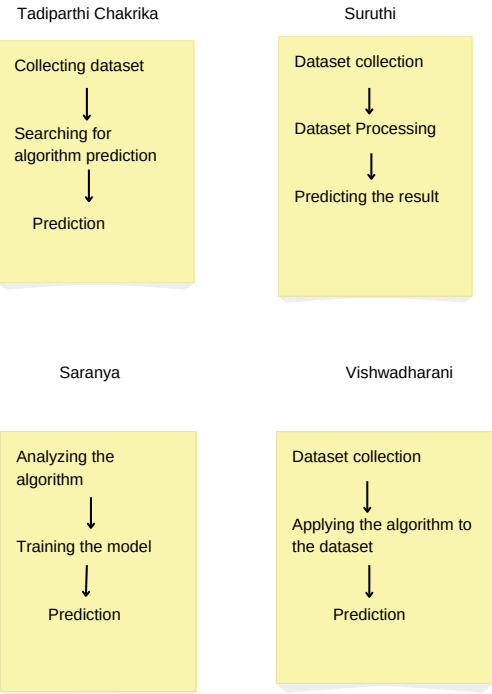 Tadiparthi Chakrika
Collecting dataset
Searching for
algorithm prediction
Prediction
Suruthi
Dataset collection
Dataset Processing
Predicting the result
Saranya
Analyzing the
algorithm
Training the model
Prediction
Vishwadharani
Dataset collection
Applying the algorithm to
the dataset
Prediction